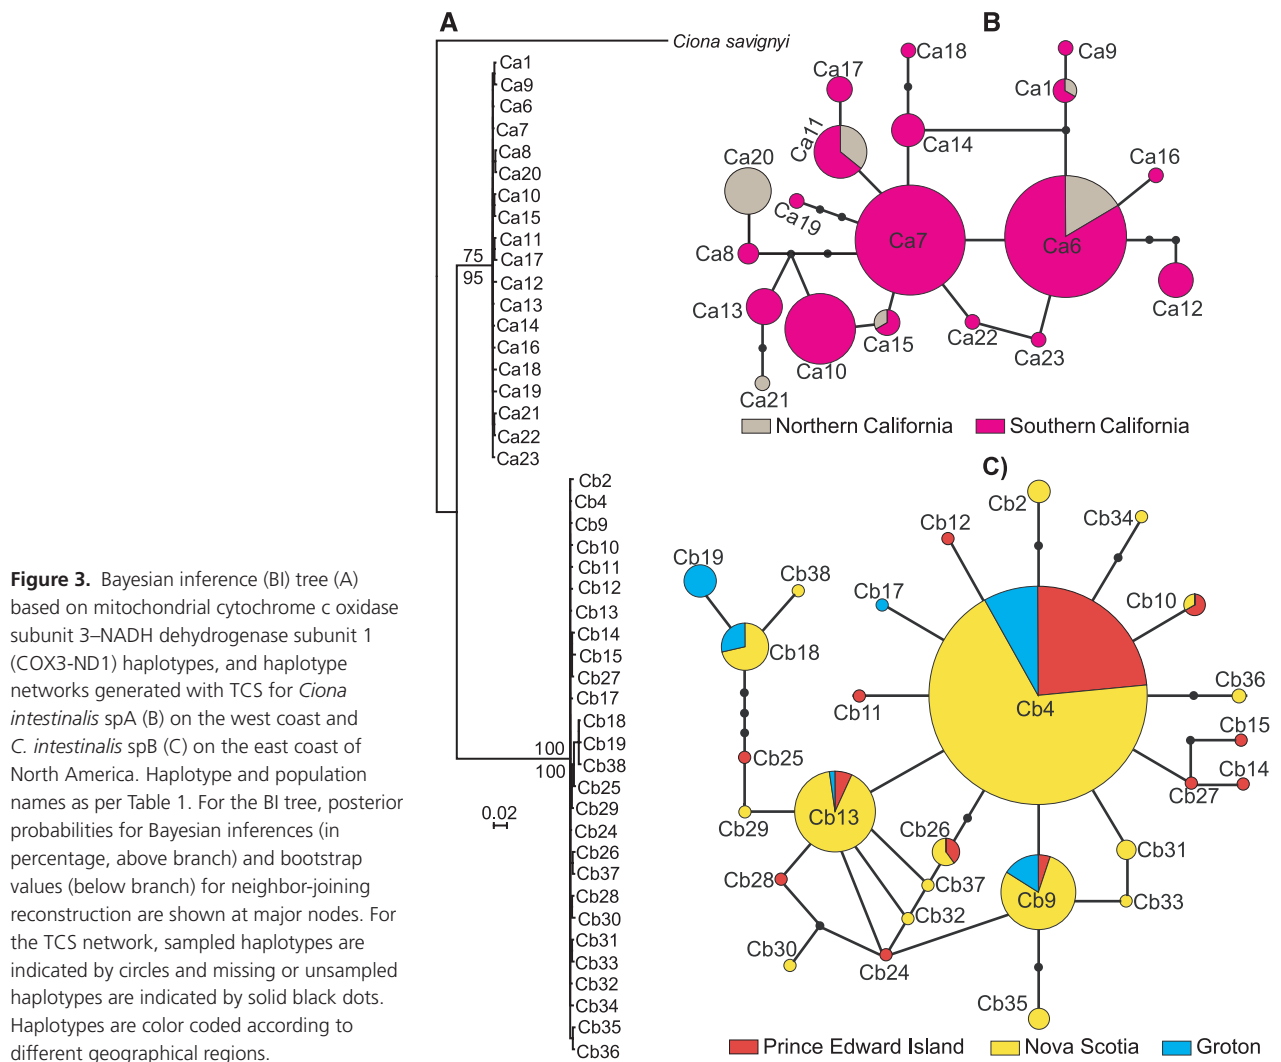 A
Ciona savignyi
Ca1
Ca9
Ca6
Ca7
Ca8
Ca20
Ca10
Ca15
Ca11
Ca17
Ca12
Ca13
Ca14
Ca16
Ca18
Ca19
Ca21
Ca22
Ca23
75
95
Cb2
Cb4
Cb9
Cb10
Cb11
Cb12
Cb13
Cb14
Cb15
Cb27
Cb17
Cb18
Cb19
Cb38
Cb25
Cb29
Cb24
Cb26
Cb37
Cb28
Cb30
Cb31
Cb33
Cb32
Cb34
Cb35
Cb36
100
100
0.02
B
Ca18
Ca9
Ca17
Ca1
Ca11
Ca14
Ca16
Ca20
Ca19
Ca7
Ca6
Ca8
Ca13
Ca12
Ca15
Ca22
Ca23
Ca10
Ca21
Northern California
Southern California
C)
Cb2
Cb34
Cb12
Cb19
Cb38
Cb17
Cb10
Cb18
Cb36
Cb4
Cb11
Cb15
Cb25
Cb14
Cb27
Cb29
Cb13
Cb26
Cb31
Cb28
Cb37
Cb9
Cb33
Cb32
Cb30
Cb24
Cb35
Prince Edward Island
Nova Scotia
Groton
Figure 3. Bayesian inference (BI) tree (A)
based on mitochondrial cytochrome c oxidase
subunit 3–NADH dehydrogenase subunit 1
(COX3-ND1) haplotypes, and haplotype
networks generated with TCS for Ciona
intestinalis spA (B) on the west coast and
C. intestinalis spB (C) on the east coast of
North America. Haplotype and population
names as per Table 1. For the BI tree, posterior
probabilities for Bayesian inferences (in
percentage, above branch) and bootstrap
values (below branch) for neighbor-joining
reconstruction are shown at major nodes. For
the TCS network, sampled haplotypes are
indicated by circles and missing or unsampled
haplotypes are indicated by solid black dots.
Haplotypes are color coded according to
different geographical regions.